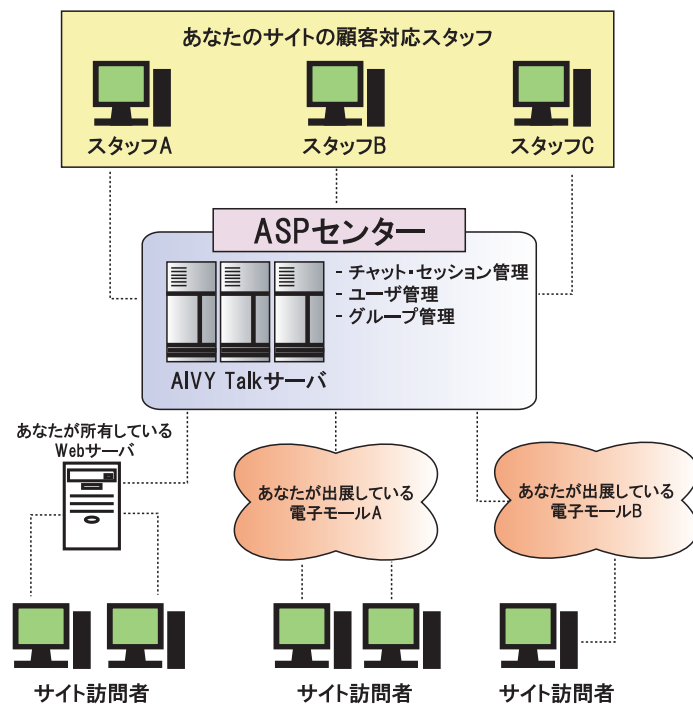 あなたのサイトの顧客対応スタッフ
スタッフA
スタッフB
スタッフC
ASPセンター
- チャット・セッション管理
- ユーザ管理
- グループ管理
AIVY Talkサーバ
あなたが所有している
Webサーバ
あなたが出展している
電子モールA
あなたが出展している
電子モールB
サイト訪問者
サイト訪問者
サイト訪問者